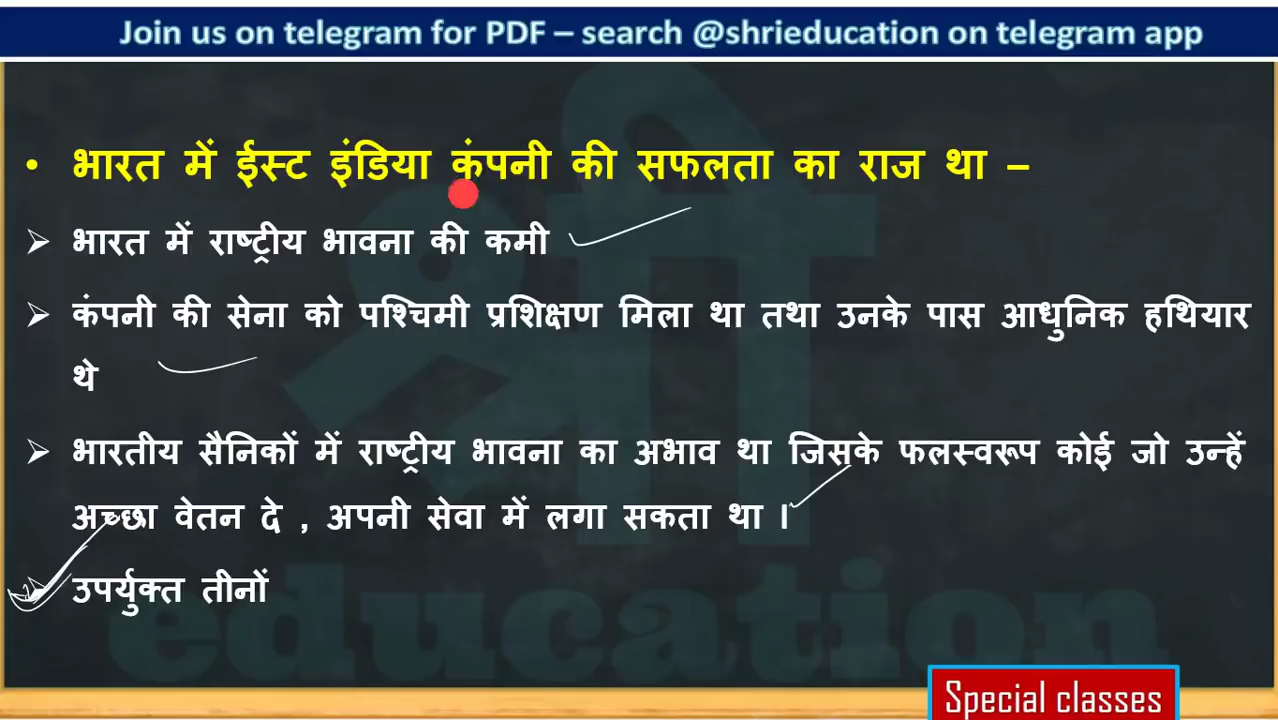 Join us on telegram for PDF – search @shrieducation on telegram app
• भारत में ईस्ट इंडिया कंपनी की सफलता का राज था –
➢ भारत में राष्ट्रीय भावना की कमी
➢ कंपनी की सेना को पश्चिमी प्रशिक्षण मिला था तथा उनके पास आधुनिक हथियार
थे
➢ भारतीय सैनिकों में राष्ट्रीय भावना का अभाव था जिसके फलस्वरूप कोई जो उन्हें
अच्छा वेतन दे , अपनी सेवा में लगा सकता था ।
➢ उपर्युक्त तीनों
श्री
education
Special classes